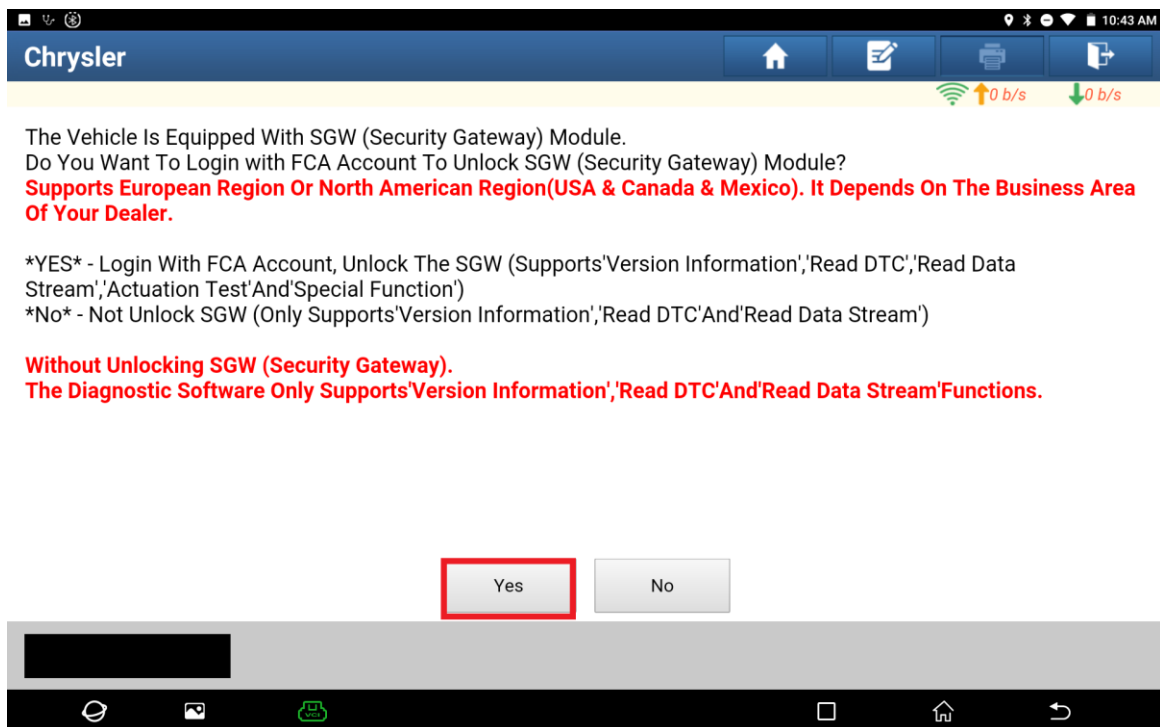 10:43 AM
Chrysler
0 b/s 0 b/s
The Vehicle Is Equipped With SGW (Security Gateway) Module.
Do You Want To Login with FCA Account To Unlock SGW (Security Gateway) Module?
Supports European Region Or North American Region(USA & Canada & Mexico). It Depends On The Business Area
Of Your Dealer.
*YES* - Login With FCA Account, Unlock The SGW (Supports'Version Information','Read DTC','Read Data
Stream','Actuation Test'And'Special Function')
*No* - Not Unlock SGW (Only Supports'Version Information','Read DTC'And'Read Data Stream')
Without Unlocking SGW (Security Gateway).
The Diagnostic Software Only Supports'Version Information','Read DTC'And'Read Data Stream'Functions.
Yes No
VCI